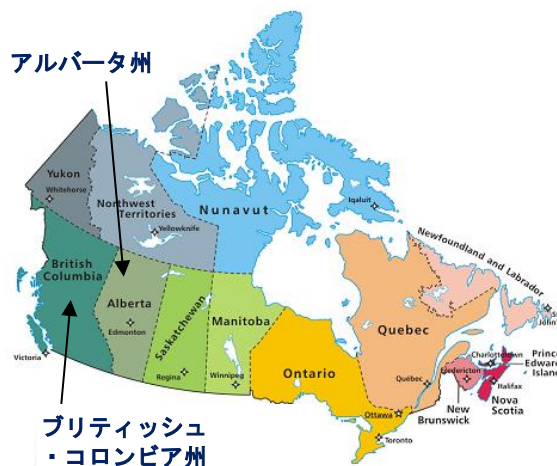 アルバータ州
Yukon
Whitehorse
Northwest
Territories
Yellowknife
Nunavut
Iqaluit
Newfoundland and Labrador
St.
John's
British
Columbia
Victoria
Alberta
Edmonton
Saskatchewan
Regina
Manitoba
Winnipeg
Ontario
Ottawa
Toronto
Quebec
Québec
Charlottetown
Prince
Edward
Island
Fredericton
Halifax
New
Brunswick
Nova
Scotia
ブリティッシュ
・コロンビア州